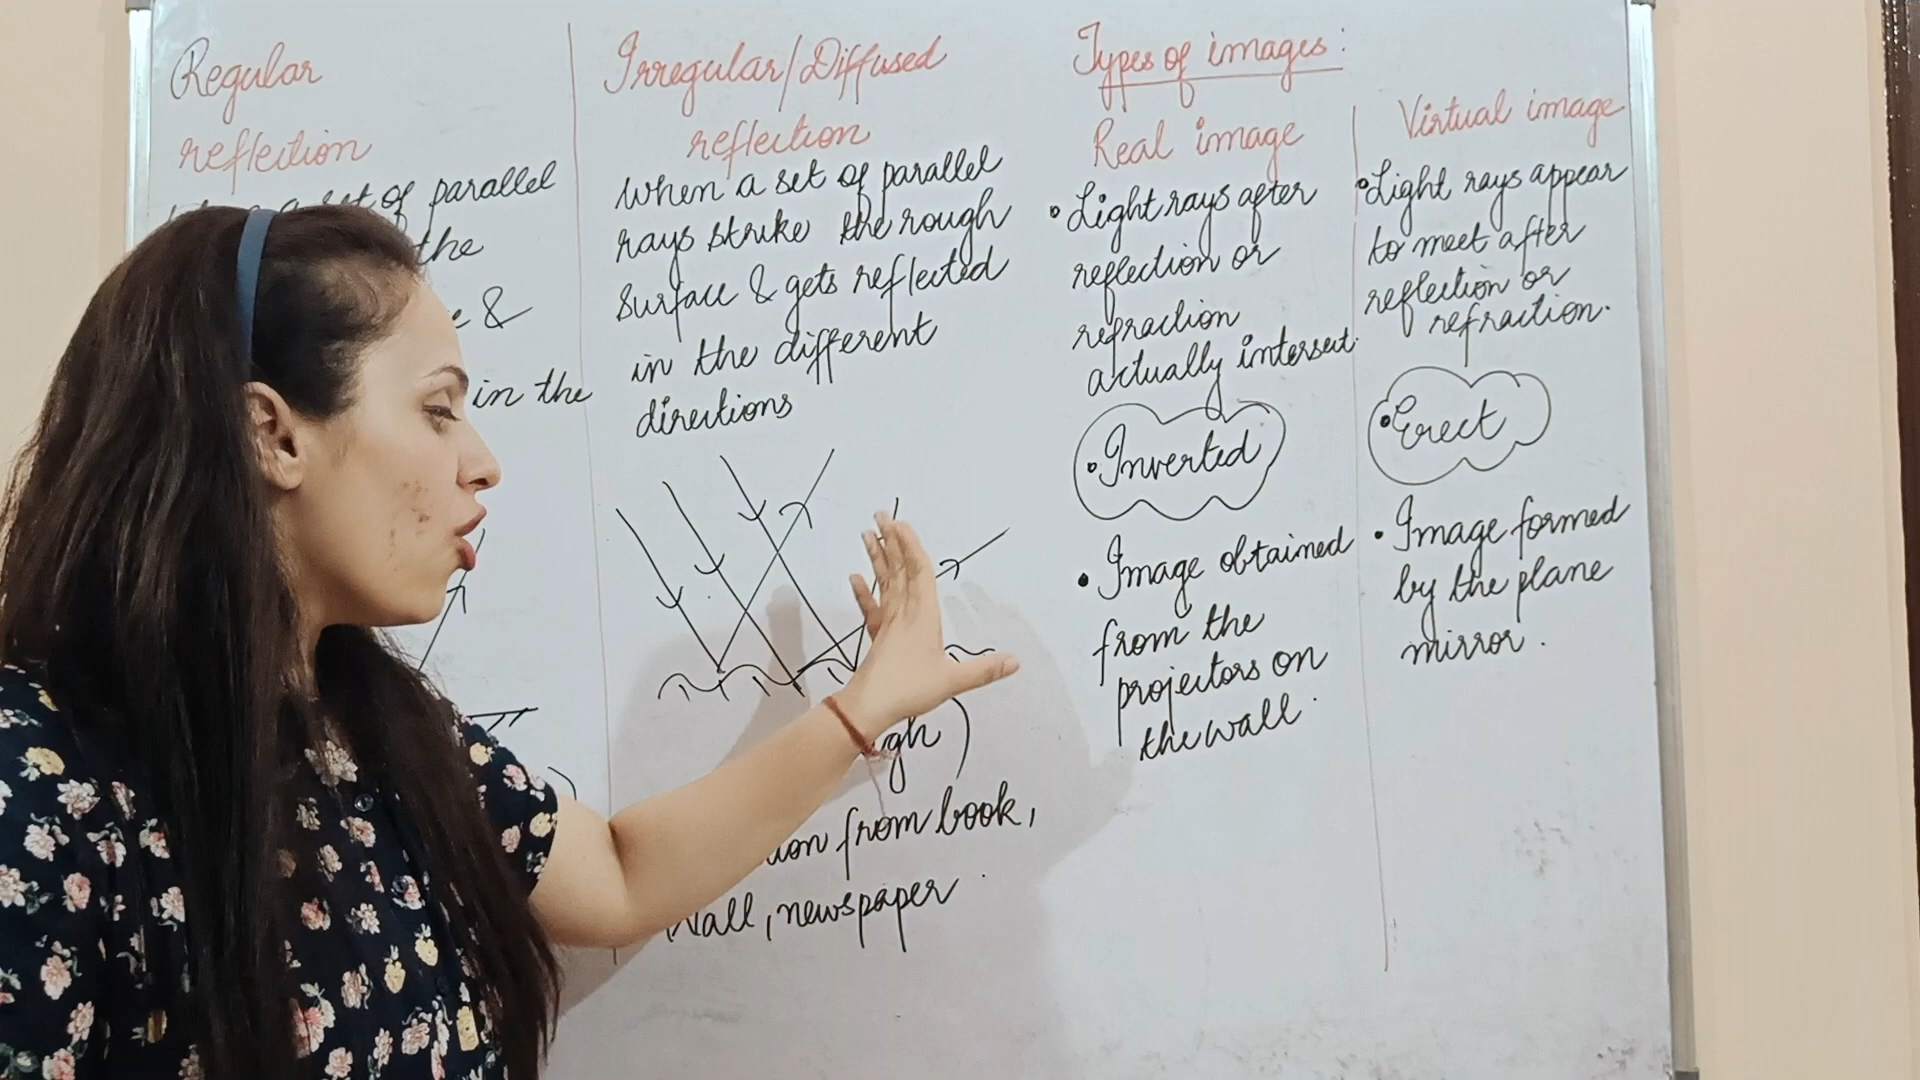 Regular
reflection
set of parallel
the
&
in the
Irregular/Diffused
reflection
When a set of parallel
rays strike the rough
surface & gets reflected
in the different
directions
from book,
Wall, newspaper
Types of images:
Real image
• Light rays after
reflection or
refraction
actually intersect.
• Inverted
• Image obtained
from the
projectors on
the wall.
Virtual image
• Light rays appear
to meet after
reflection or
refraction.
• Erect
• Image formed
by the plane
mirror.